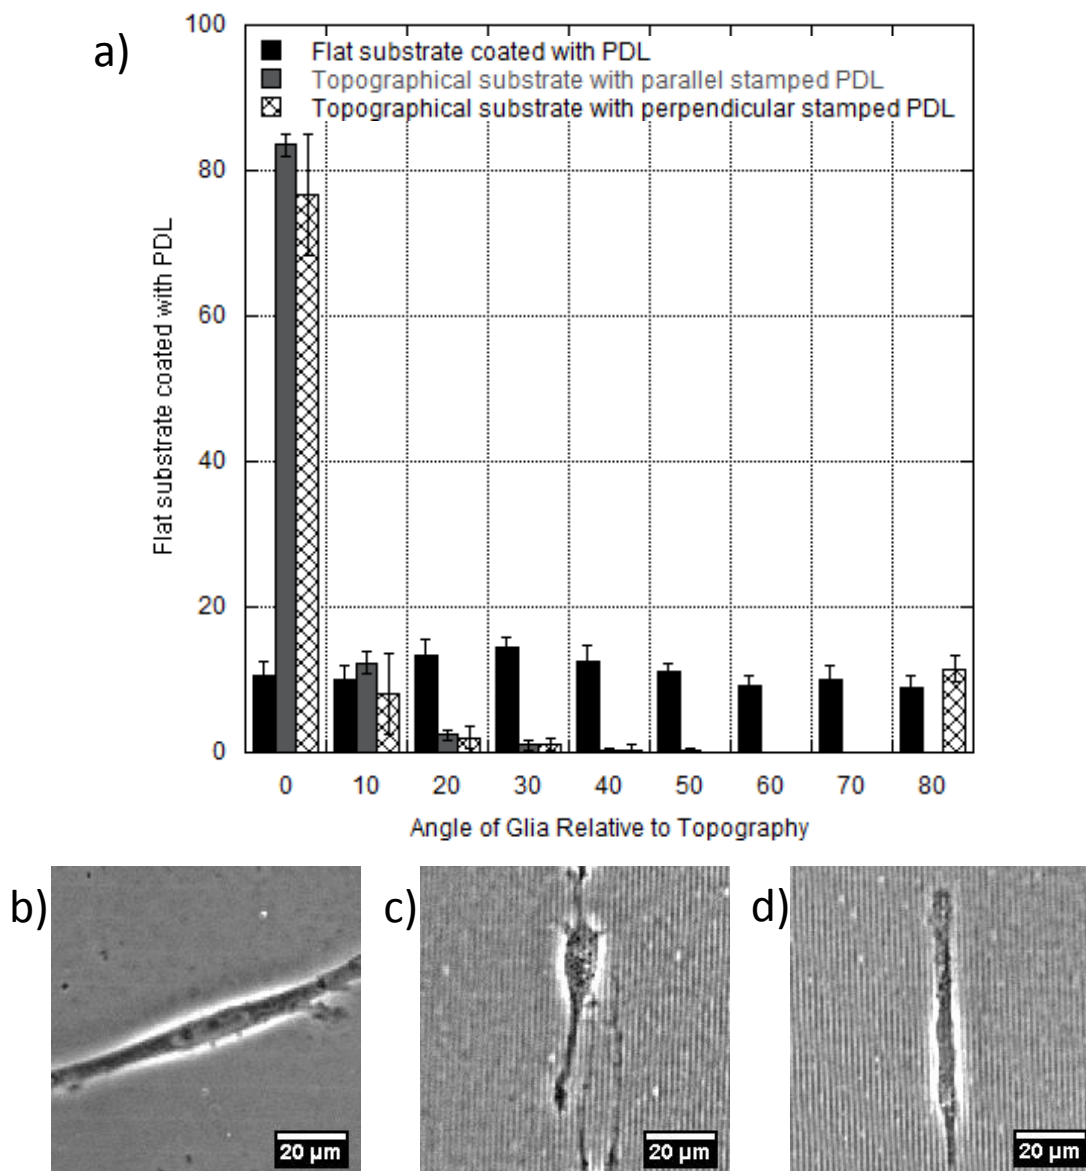 a)
100
Flat substrate coated with PDL
Topographical substrate with parallel stamped PDL
Topographical substrate with perpendicular stamped PDL
80
60
40
20
0
Flat substrate coated with PDL
0 10 20 30 40 50 60 70 80
Angle of Glia Relative to Topography
b) c) d)
20 µm 20 µm 20 µm